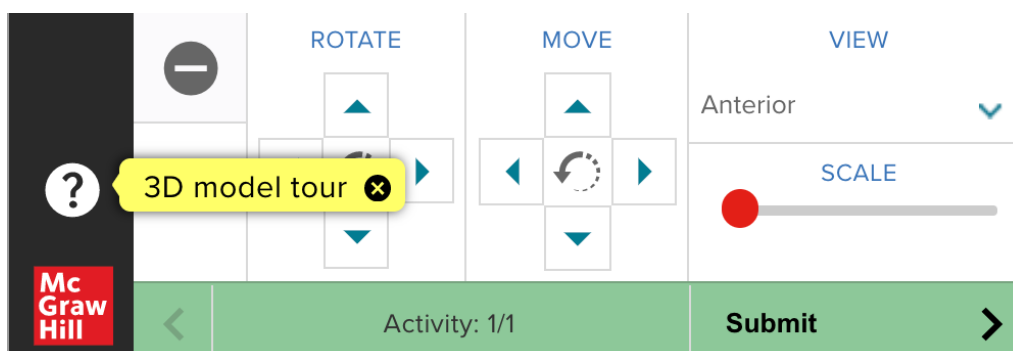 ROTATE
MOVE
VIEW
Anterior
SCALE
? 3D model tour
Mc
Graw
Hill
Activity: 1/1
Submit